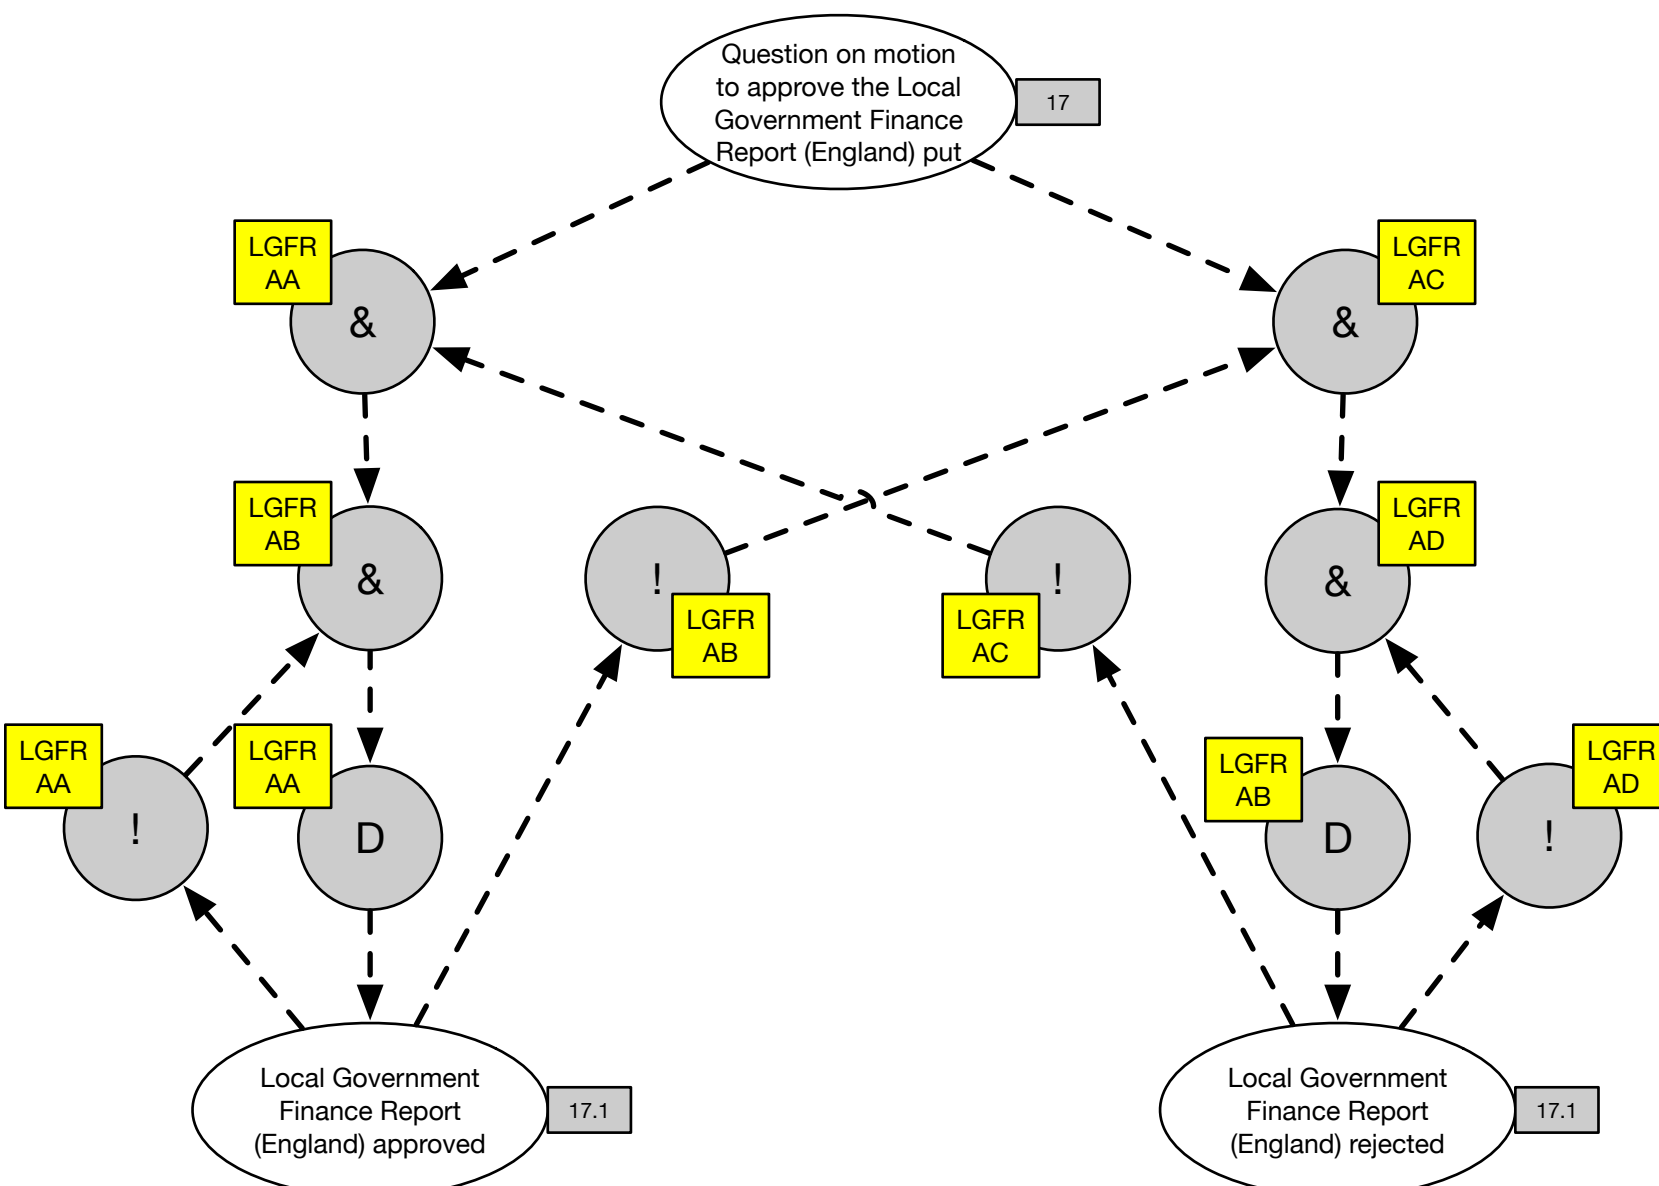 Question on motion
to approve the Local
Government Finance
Report (England) put
17
LGFR
AA
&
LGFR
AC
&
LGFR
AB
&
!
LGFR
AB
!
LGFR
AC
LGFR
AD
&
LGFR
AA
!
LGFR
AA
D
LGFR
AB
D
LGFR
AD
!
Local Government
Finance Report
(England) approved
17.1
Local Government
Finance Report
(England) rejected
17.1